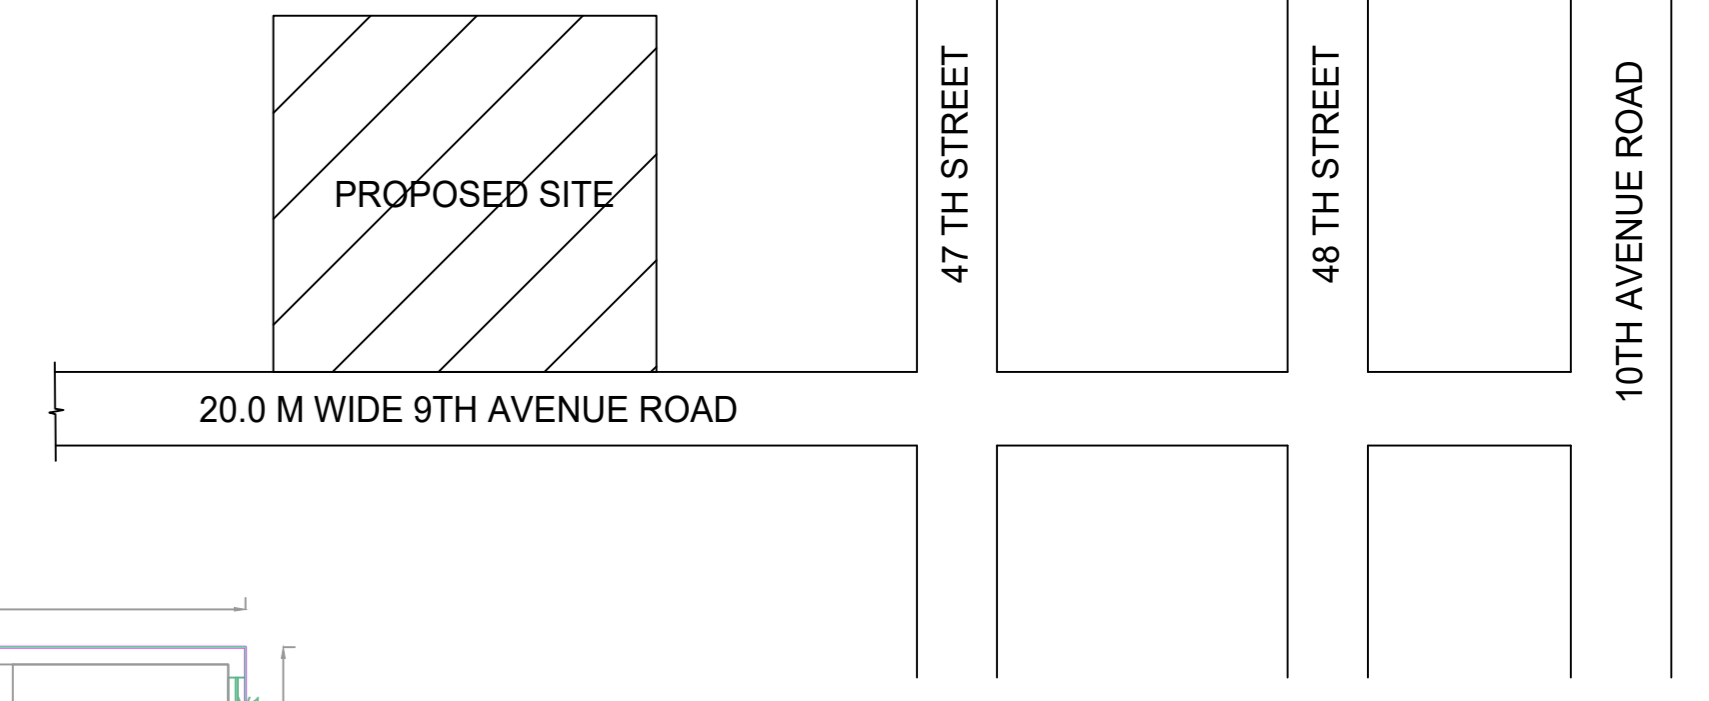 PROPOSED SITE
20.0 M WIDE 9TH AVENUE ROAD
47 TH STREET
48 TH STREET
10TH AVENUE ROAD